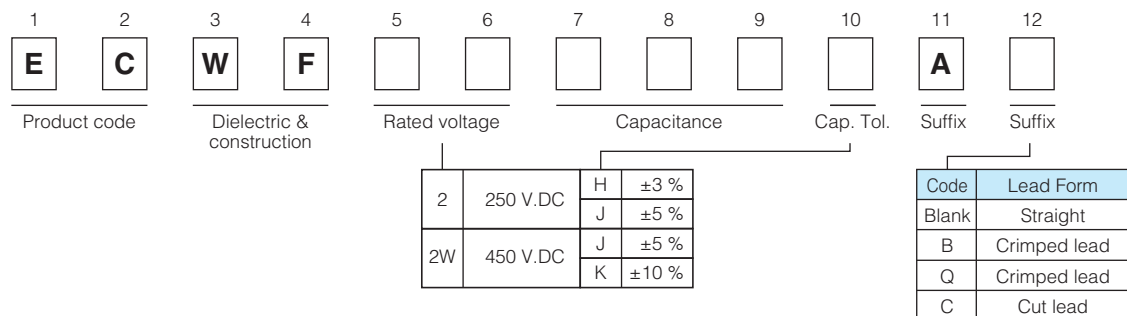 1 2 3 4 5 6 7 8 9 10 11 12
E C W F A
Product code Dielectric & construction Rated voltage Capacitance Cap. Tol. Suffix Suffix
2 250 V.DC H ±3 %
J ±5 %
2W 450 V.DC J ±5 %
K ±10 %
Code Lead Form
Blank Straight
B Crimped lead
Q Crimped lead
C Cut lead